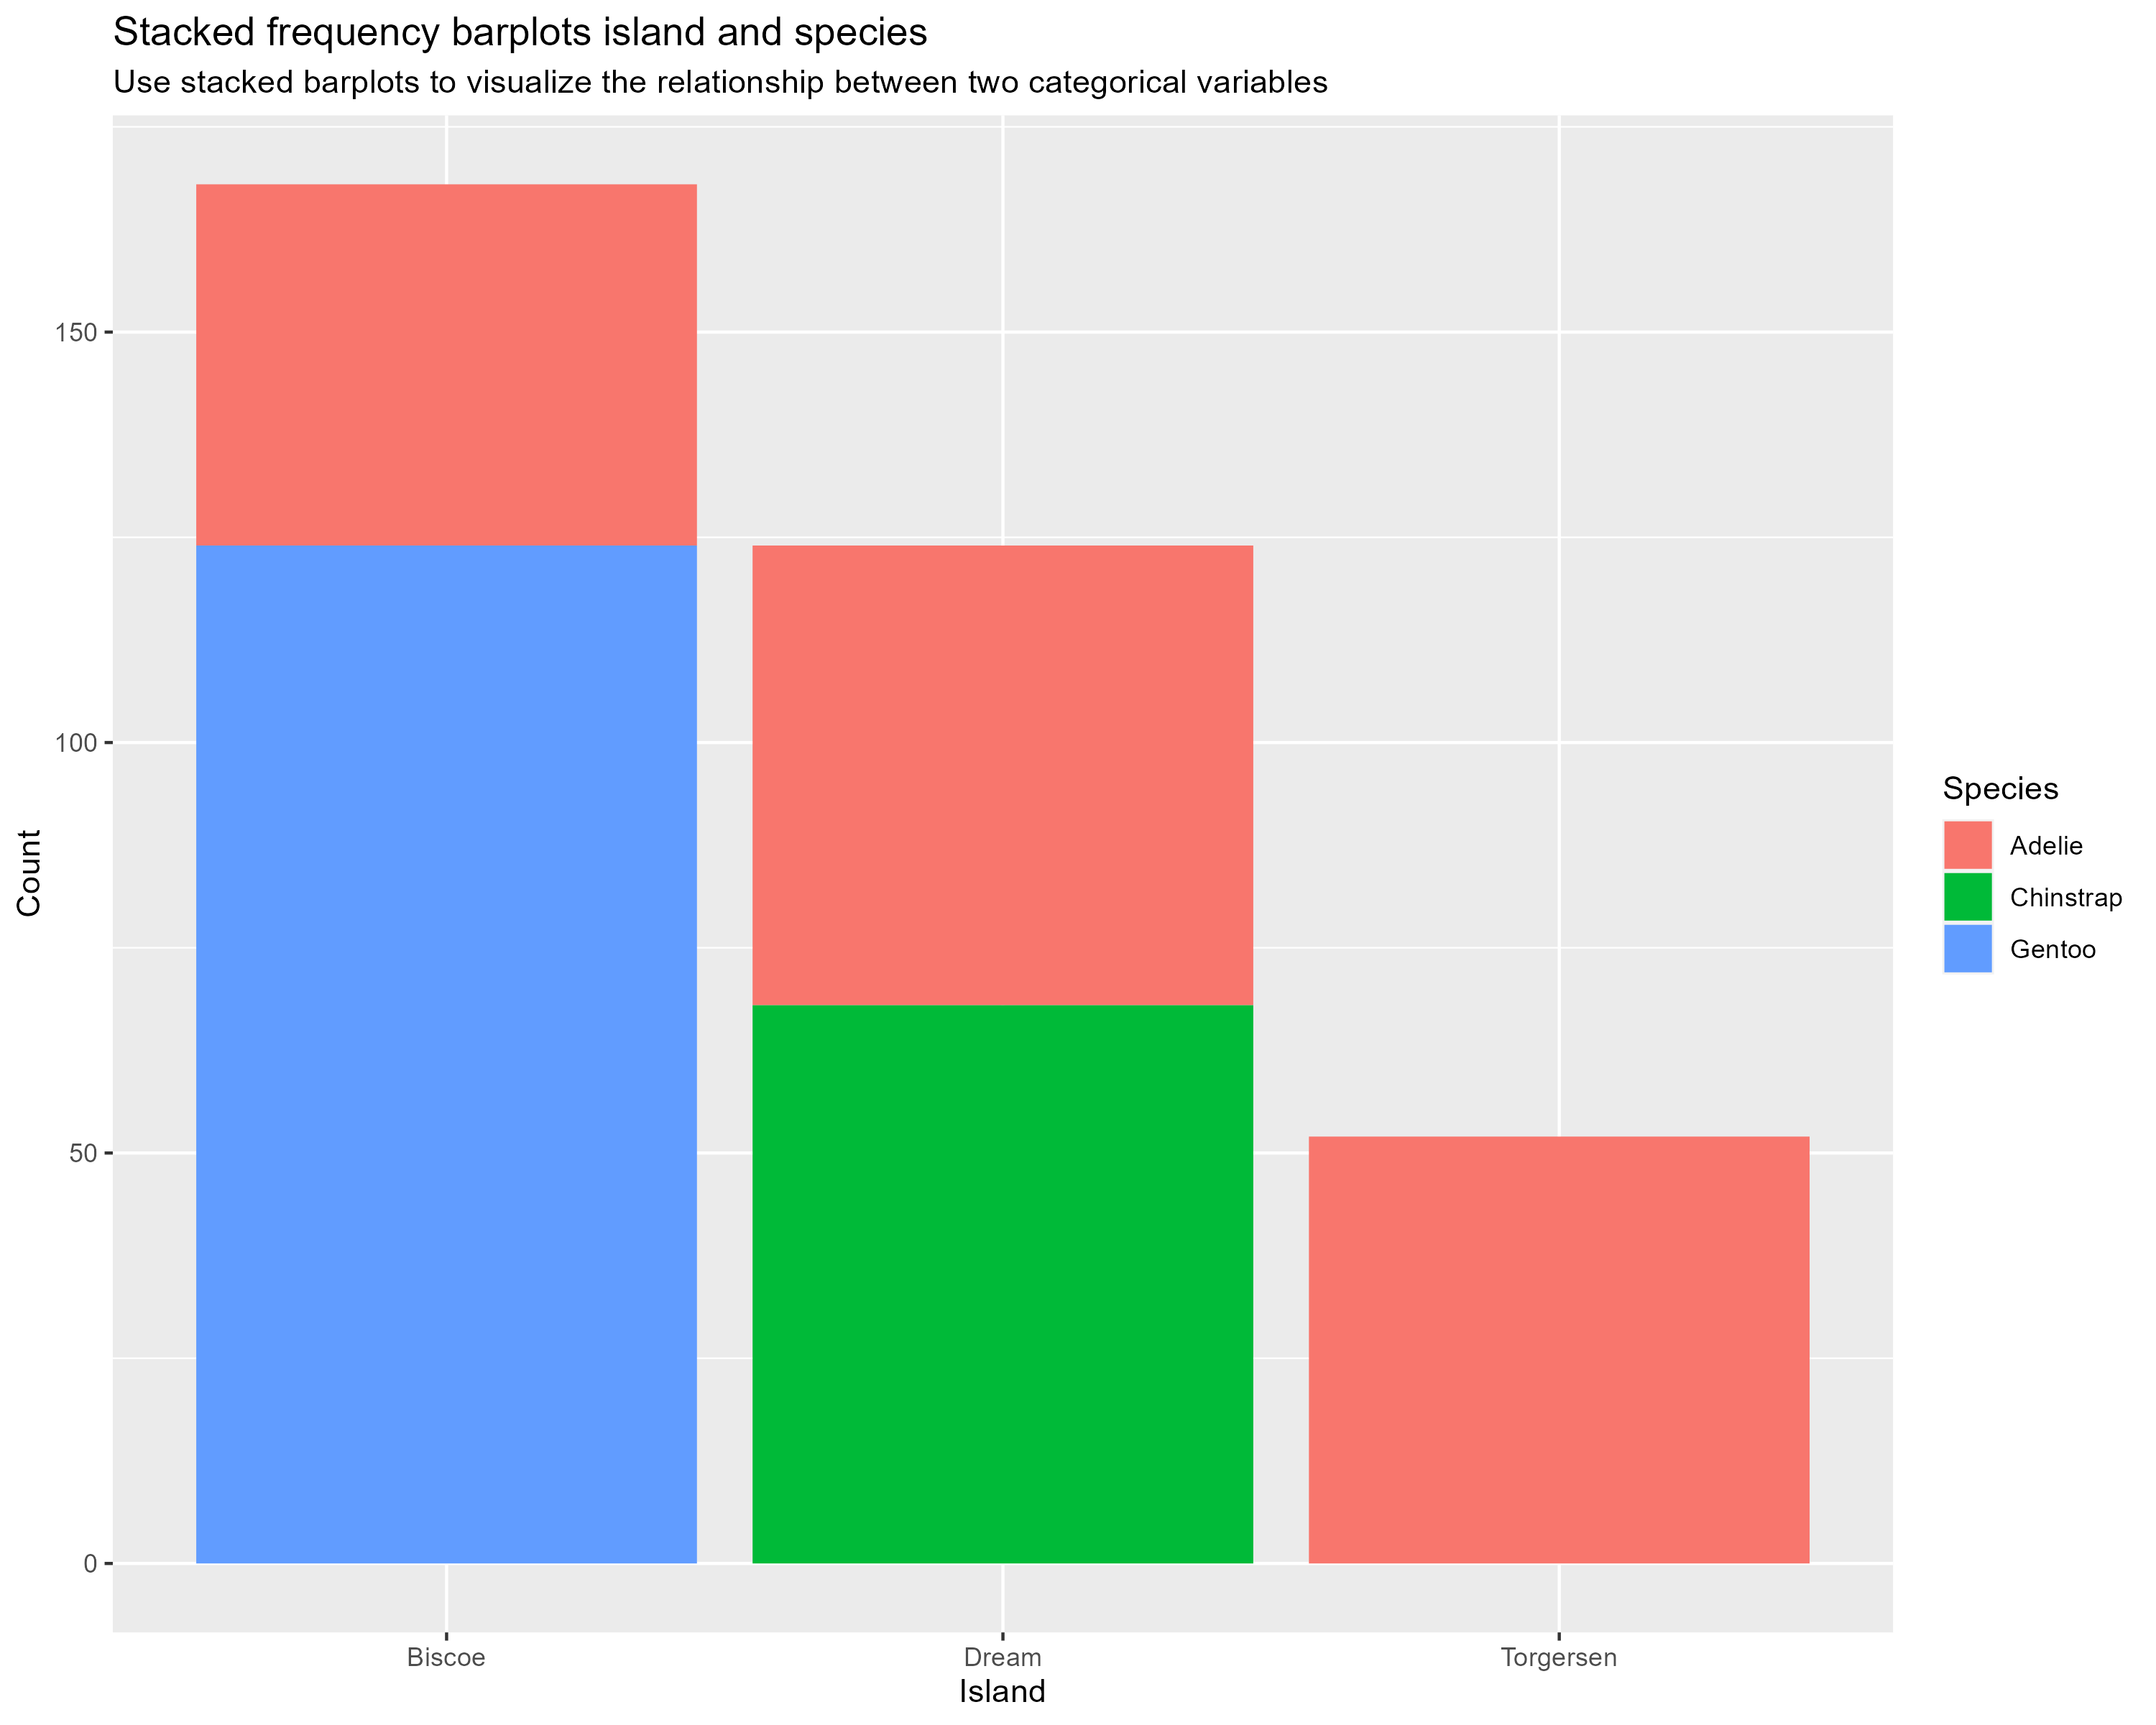 Stacked frequency barplots island and species
Use stacked barplots to visualize the relationship between two categorical variables
150
100
50
0
Count
Biscoe
Dream
Torgersen
Island
Species
Adelie
Chinstrap
Gentoo